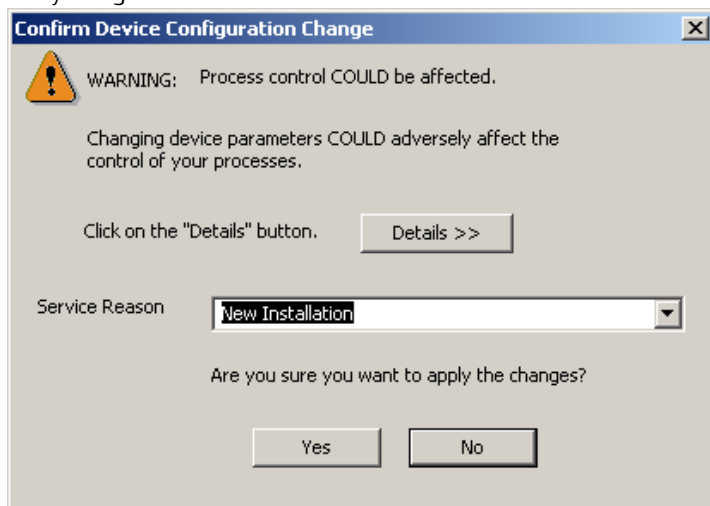 Confirm Device Configuration Change
WARNING: Process control COULD be affected.
Changing device parameters COULD adversely affect the
control of your processes.
Click on the "Details" button. Details >>
Service Reason New Installation
Are you sure you want to apply the changes?
Yes No